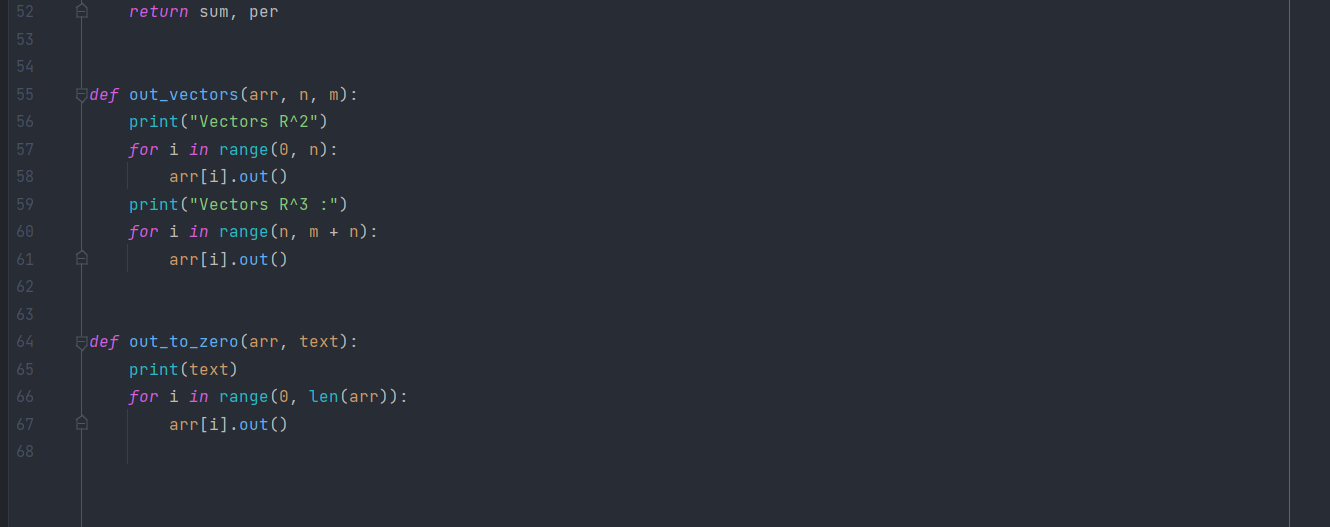 52 return sum, per
53
54
55 def out_vectors(arr, n, m):
56 print("Vectors R^2")
57 for i in range(0, n):
58 arr[i].out()
59 print("Vectors R^3 :")
60 for i in range(n, m + n):
61 arr[i].out()
62
63
64 def out_to_zero(arr, text):
65 print(text)
66 for i in range(0, len(arr)):
67 arr[i].out()
68